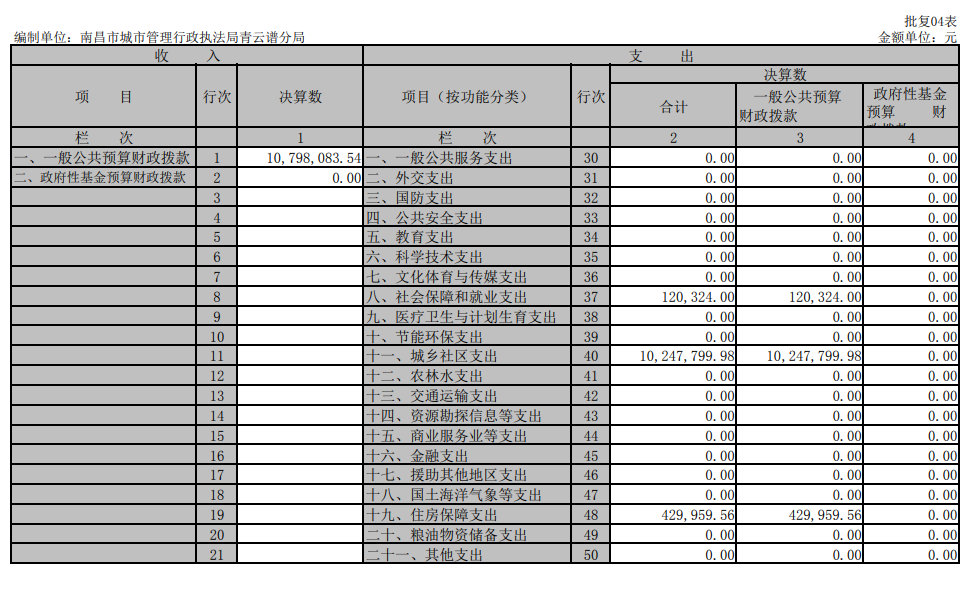 批复04表
编制单位：南昌市城市管理行政执法局青云谱分局 金额单位：元
收 入 支 出
项 目 行次 决算数 项目（按功能分类） 行次 决算数
合计 一般公共预算财政拨款 政府性基金预算 财
栏 次 1 栏 次 2 3 4
一、一般公共预算财政拨款 1 10,798,083.54 一、一般公共服务支出 30 0.00 0.00 0.00
二、政府性基金预算财政拨款 2 0.00 二、外交支出 31 0.00 0.00 0.00
3 三、国防支出 32 0.00 0.00 0.00
4 四、公共安全支出 33 0.00 0.00 0.00
5 五、教育支出 34 0.00 0.00 0.00
6 六、科学技术支出 35 0.00 0.00 0.00
7 七、文化体育与传媒支出 36 0.00 0.00 0.00
8 八、社会保障和就业支出 37 120,324.00 120,324.00 0.00
9 九、医疗卫生与计划生育支出 38 0.00 0.00 0.00
10 十、节能环保支出 39 0.00 0.00 0.00
11 十一、城乡社区支出 40 10,247,799.98 10,247,799.98 0.00
12 十二、农林水支出 41 0.00 0.00 0.00
13 十三、交通运输支出 42 0.00 0.00 0.00
14 十四、资源勘探信息等支出 43 0.00 0.00 0.00
15 十五、商业服务业等支出 44 0.00 0.00 0.00
16 十六、金融支出 45 0.00 0.00 0.00
17 十七、援助其他地区支出 46 0.00 0.00 0.00
18 十八、国土海洋气象等支出 47 0.00 0.00 0.00
19 十九、住房保障支出 48 429,959.56 429,959.56 0.00
20 二十、粮油物资储备支出 49 0.00 0.00 0.00
21 二十一、其他支出 50 0.00 0.00 0.00